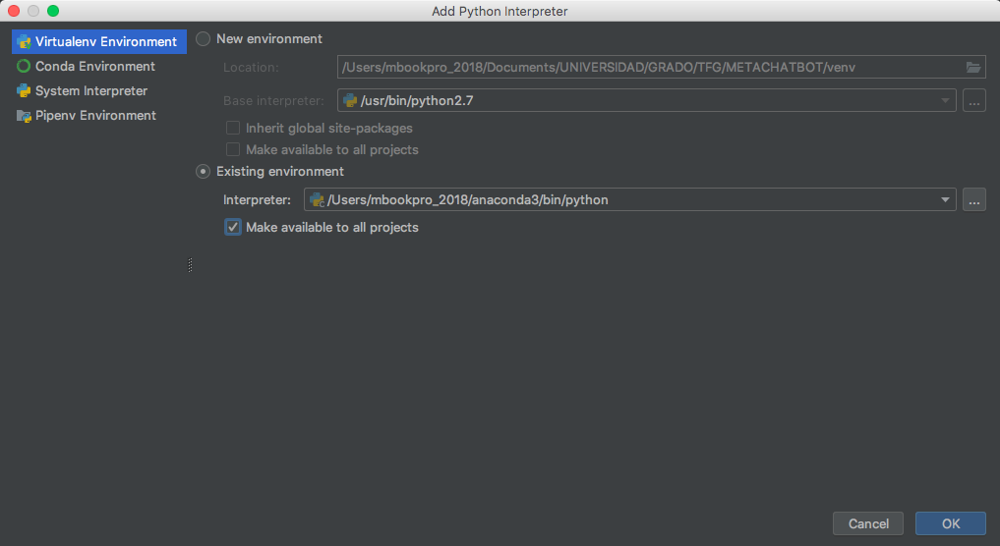 Add Python Interpreter
Virtualenv Environment
Conda Environment
System Interpreter
Pipenv Environment
New environment
Location: /Users/mbookpro_2018/Documents/UNIVERSIDAD/GRADO/TFG/METACHATBOT/venv
Base interpreter: /usr/bin/python2.7 ...
Inherit global site-packages
Make available to all projects
Existing environment
Interpreter: /Users/mbookpro_2018/anaconda3/bin/python ...
Make available to all projects
Cancel OK